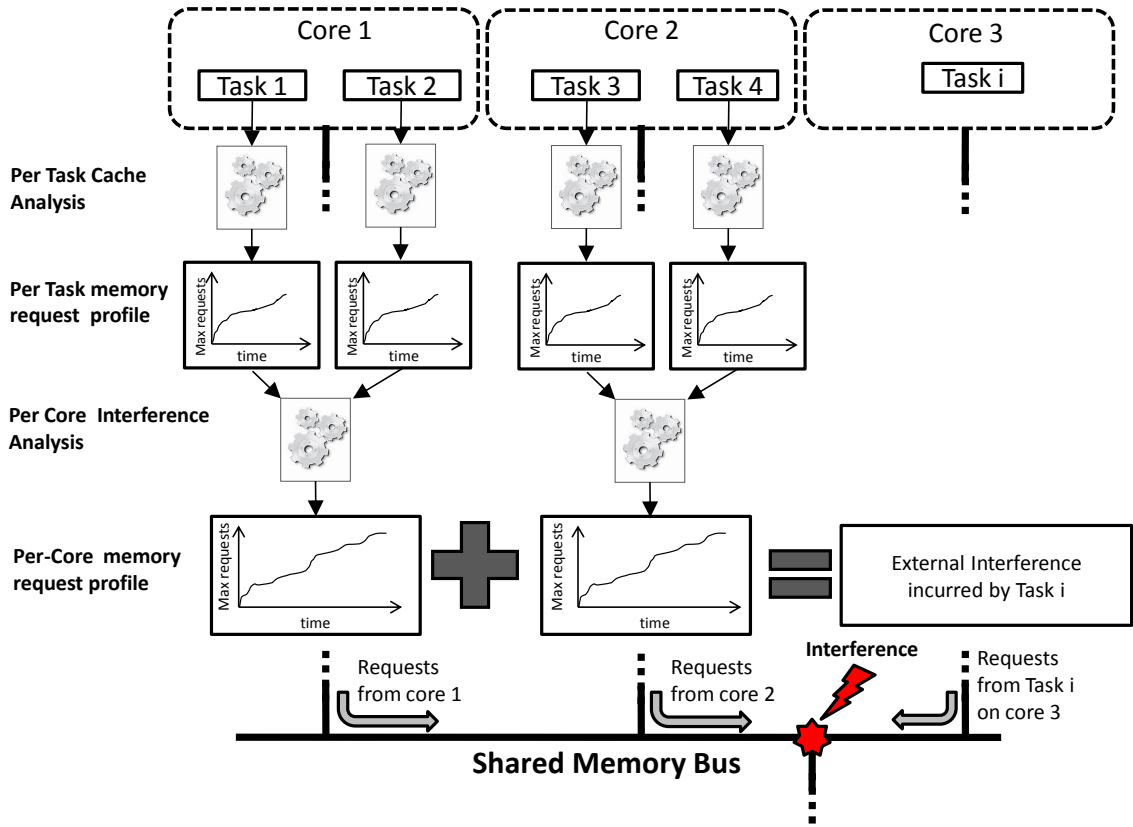 Core 1
Core 2
Core 3
Task 1
Task 2
Task 3
Task 4
Task i
Per Task Cache
Analysis
Per Task memory
request profile
Max requests
time
Max requests
time
Max requests
time
Max requests
time
Per Core Interference
Analysis
Per-Core memory
request profile
Max requests
time
Max requests
time
External Interference
incurred by Task i
Requests
from core 1
Requests
from core 2
Interference
Requests
from Task i
on core 3
Shared Memory Bus